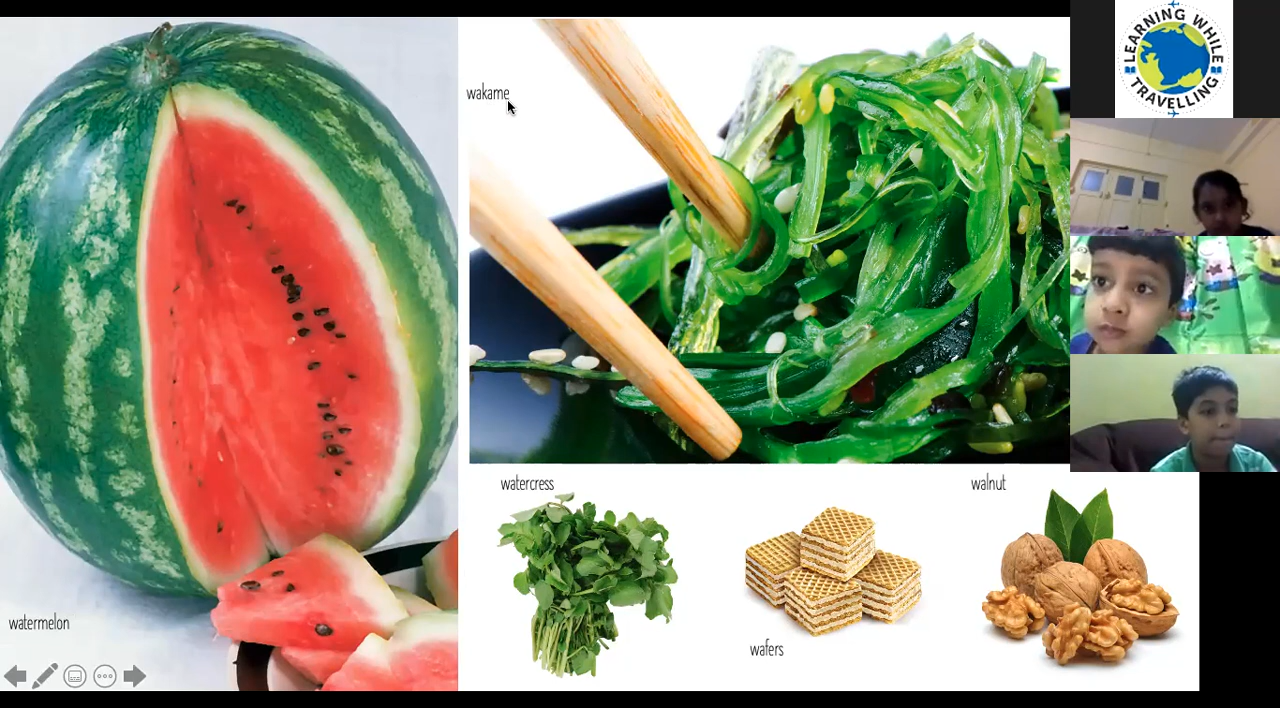 wakame
watercress
walnut
wafers
watermelon
LEARNING WHILE
TRAVELLING